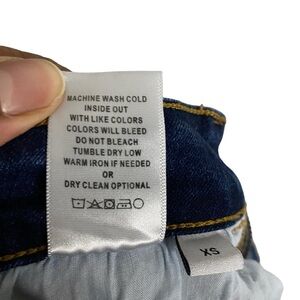 MACHINE WASH COLD
INSIDE OUT
WITH LIKE COLORS
COLORS WILL BLEED
DO NOT BLEACH
TUMBLE DRY LOW
WARM IRON IF NEEDED
OR
DRY CLEAN OPTIONAL
XS